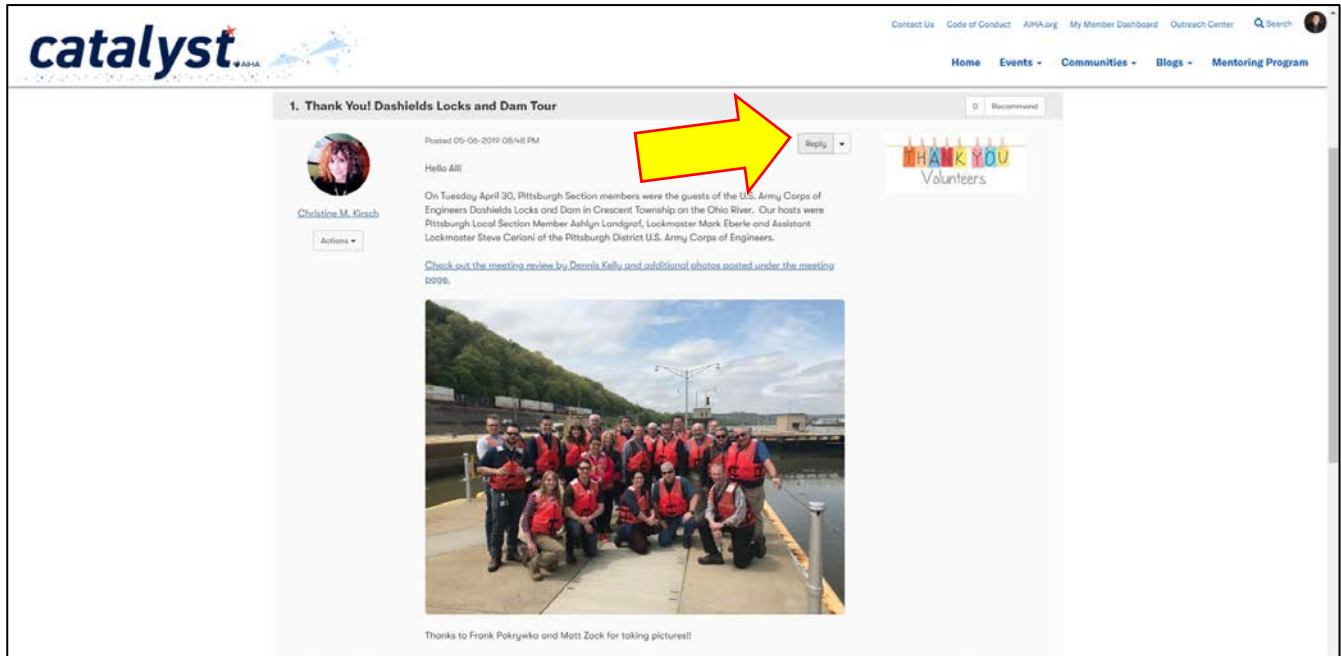 catalyst AIHA
Contact Us Code of Conduct AIHA.org My Member Dashboard Outreach Center Search
Home Events Communities Blogs Mentoring Program
1. Thank You! Dashields Locks and Dam Tour
0 Recommend
Posted 05-06-2019 08:48 PM
Reply
Hello All!
THANK YOU
Volunteers
On Tuesday April 30, Pittsburgh Section members were the guests of the U.S. Army Corps of
Engineers Dashields Locks and Dam in Crescent Township on the Ohio River. Our hosts were
Pittsburgh Local Section Member Ashlyn Landgraf, Lockmaster Mark Eberle and Assistant
Lockmaster Steve Ceriani of the Pittsburgh District U.S. Army Corps of Engineers.
Christine M. Kirsch
Actions
Check out the meeting review by Dennis Kelly and additional photos posted under the meeting
page.
Thanks to Frank Pokrywka and Matt Zock for taking pictures!!